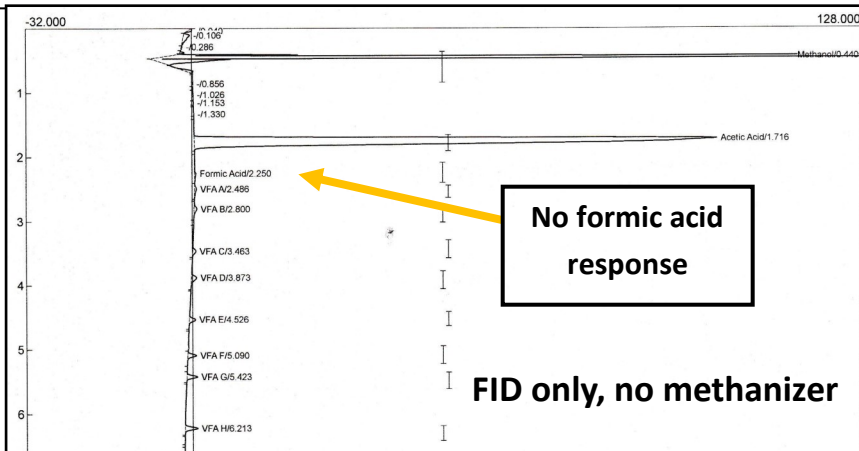 -32.000
128.000
-/0.106
-/0.286
Methanol/0.440
-/0.856
1
-/1.026
-/1.153
-/1.330
Acetic Acid/1.716
2
Formic Acid/2.250
VFA A/2.486
VFA B/2.800
No formic acid
response
3
VFA C/3.463
VFA D/3.873
4
VFA E/4.526
5
VFA F/5.090
VFA G/5.423
FID only, no methanizer
6
VFA H/6.213